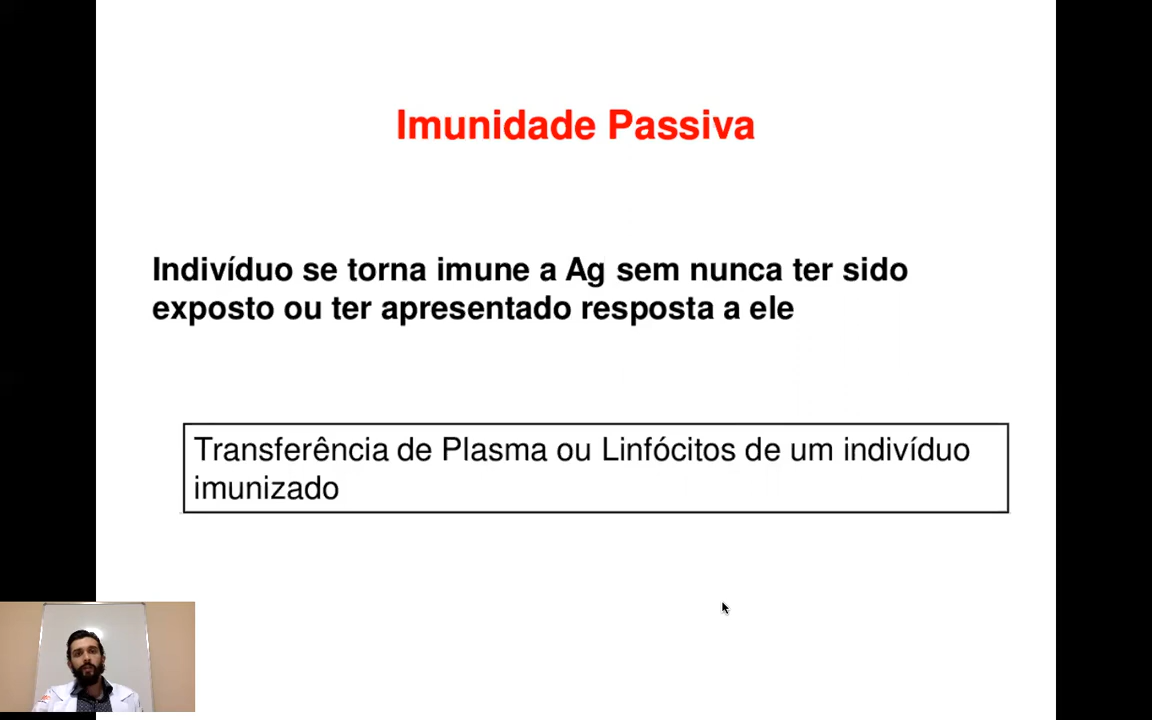 Imunidade Passiva
Indivíduo se torna imune a Ag sem nunca ter sido
exposto ou ter apresentado resposta a ele
Transferência de Plasma ou Linfócitos de um indivíduo
imunizado